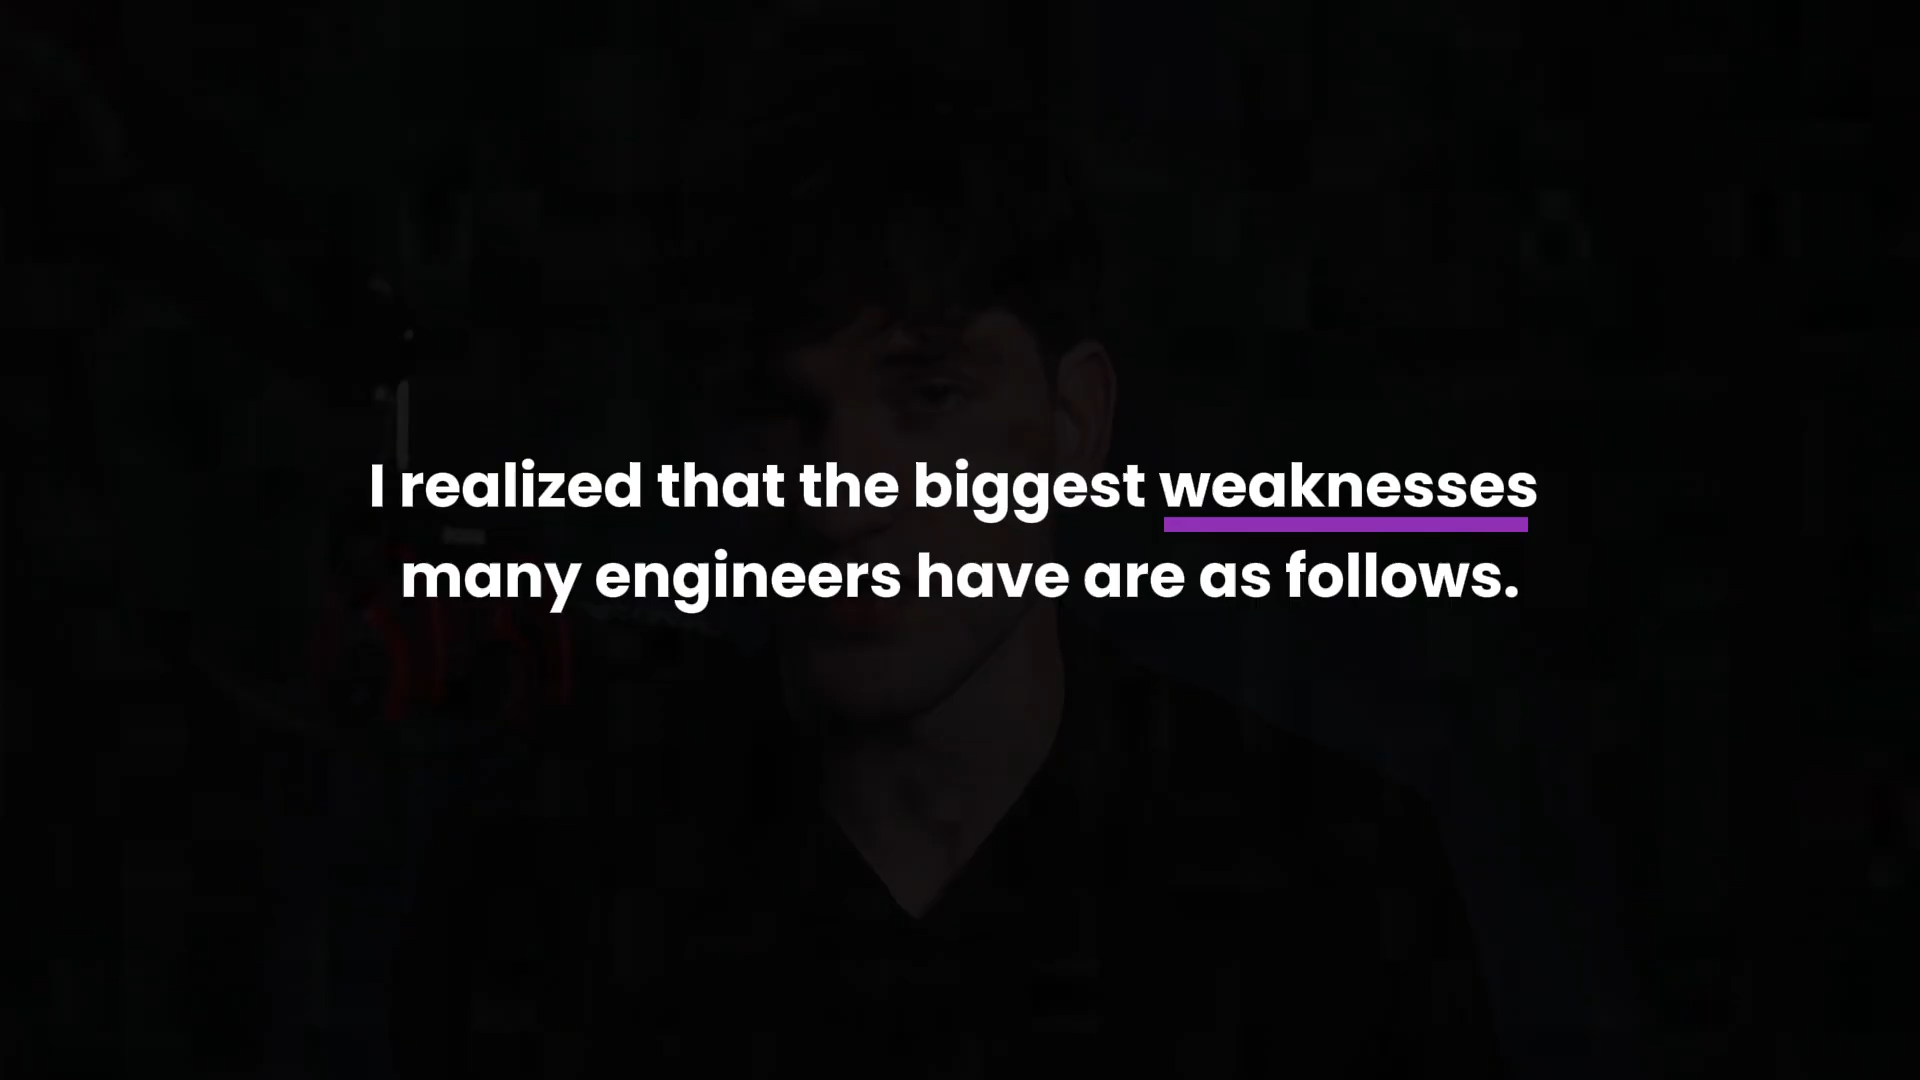 I realized that the biggest weaknesses
many engineers have are as follows.